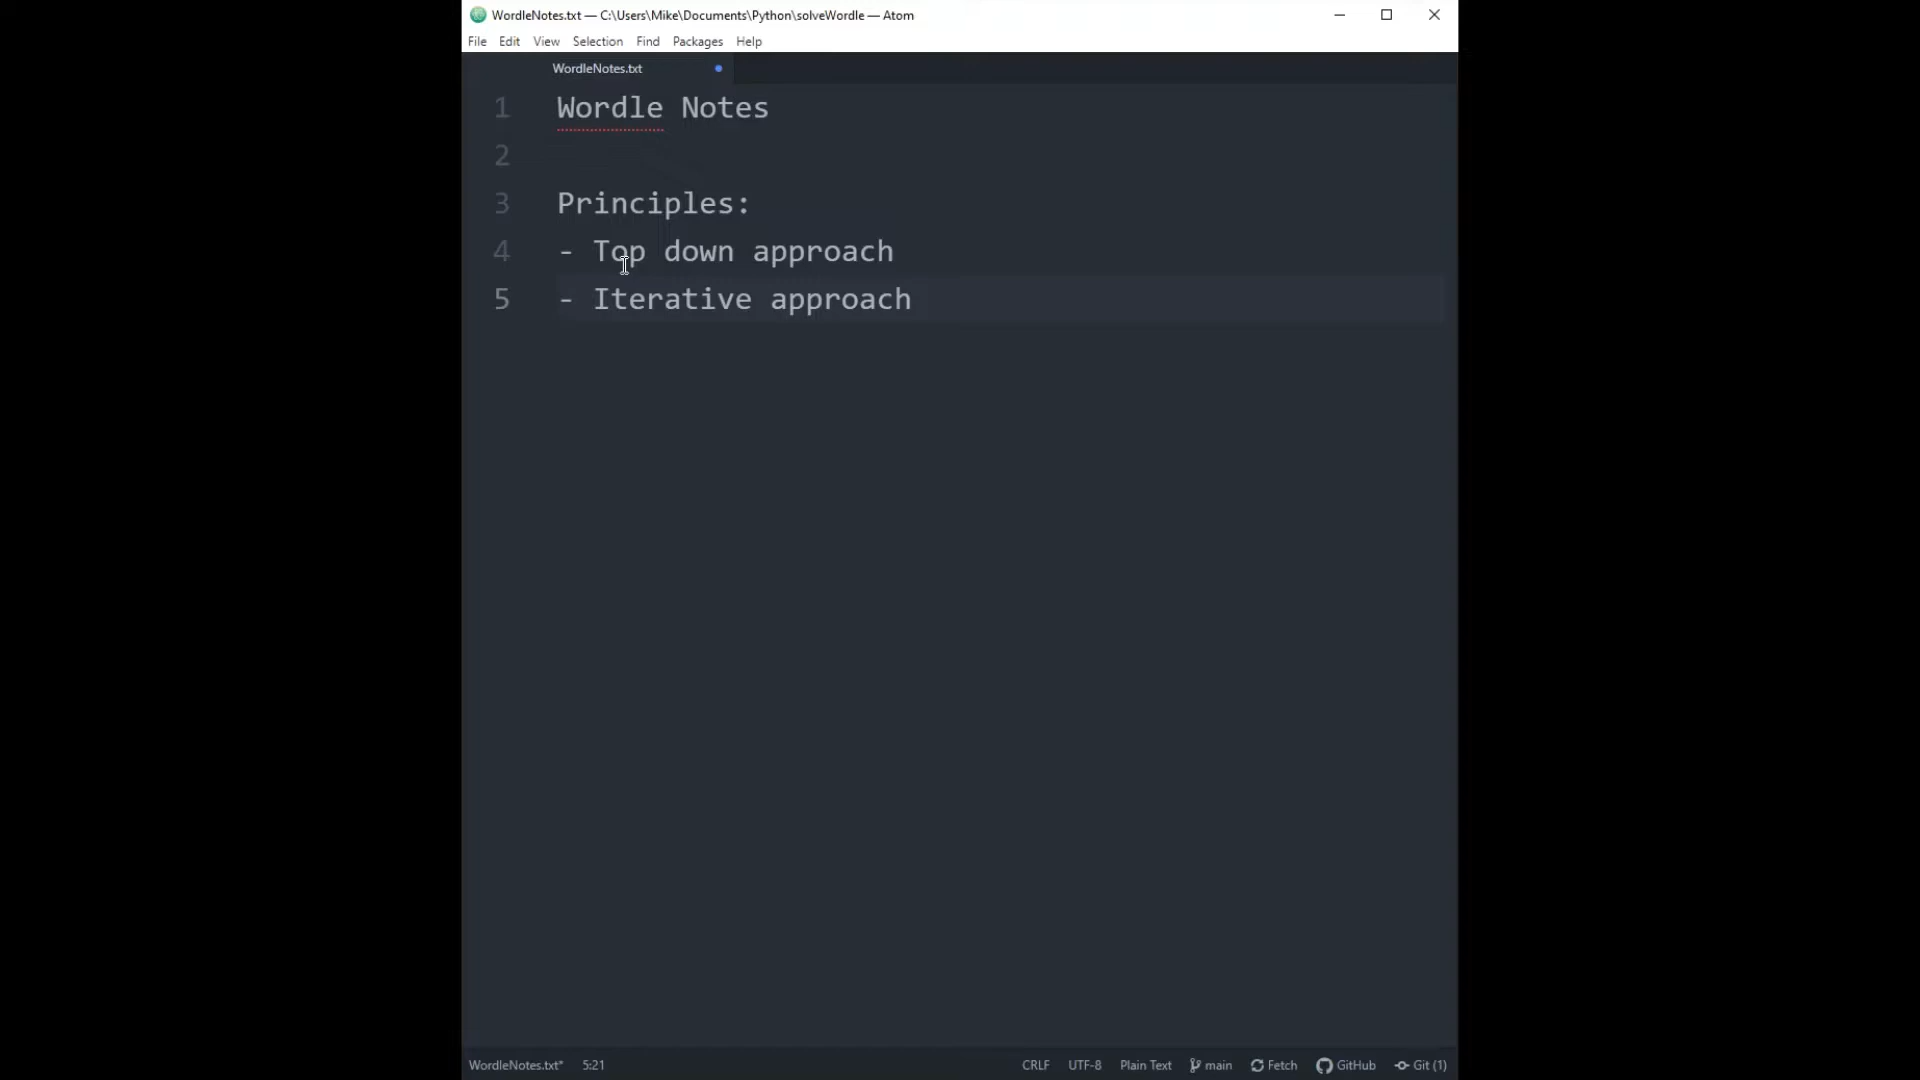 WordleNotes.txt — C:\Users\Mike\Documents\Python\solveWordle — Atom
File Edit View Selection Find Packages Help
WordleNotes.txt
1 Wordle Notes
2
3 Principles:
4 - Top down approach
5 - Iterative approach
WordleNotes.txt* 5:21 CRLF UTF-8 Plain Text main Fetch GitHub Git (1)